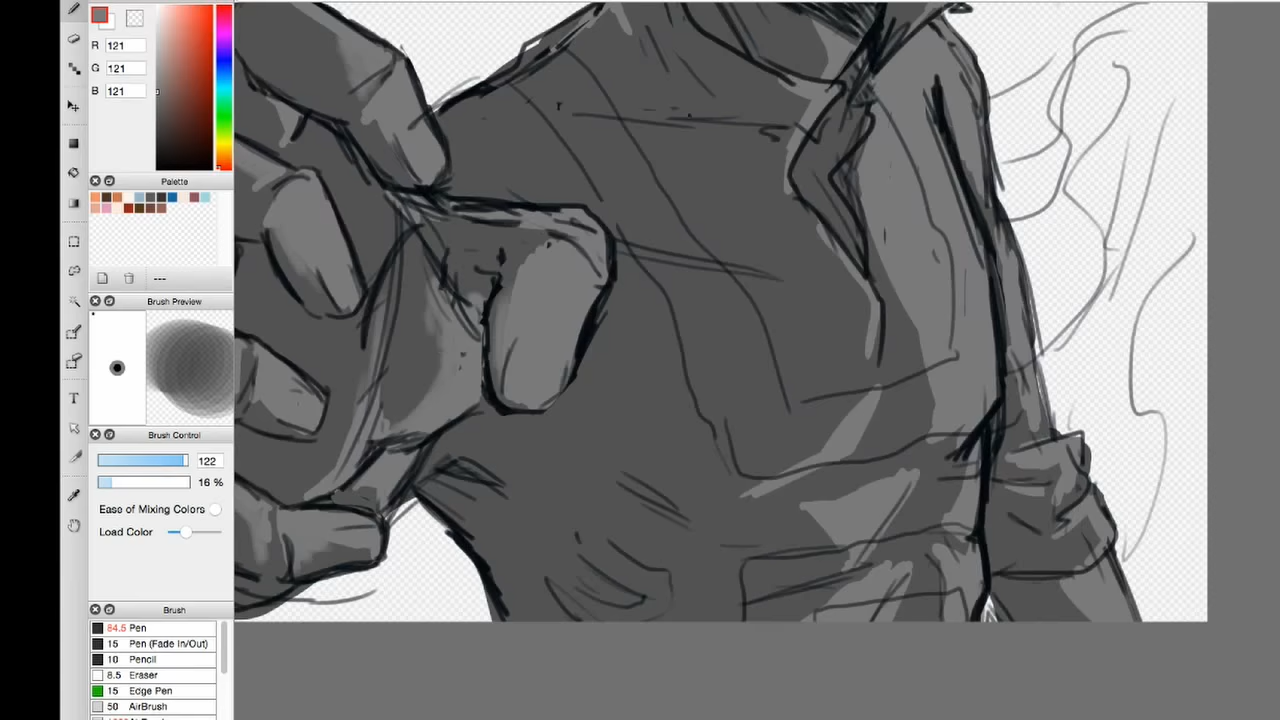 R 121
G 121
B 121
Palette
---
Brush Preview
Brush Control
122
16 %
Ease of Mixing Colors
Load Color
T
Brush
84.5 Pen
15 Pen (Fade In/Out)
10 Pencil
8.5 Eraser
15 Edge Pen
50 AirBrush